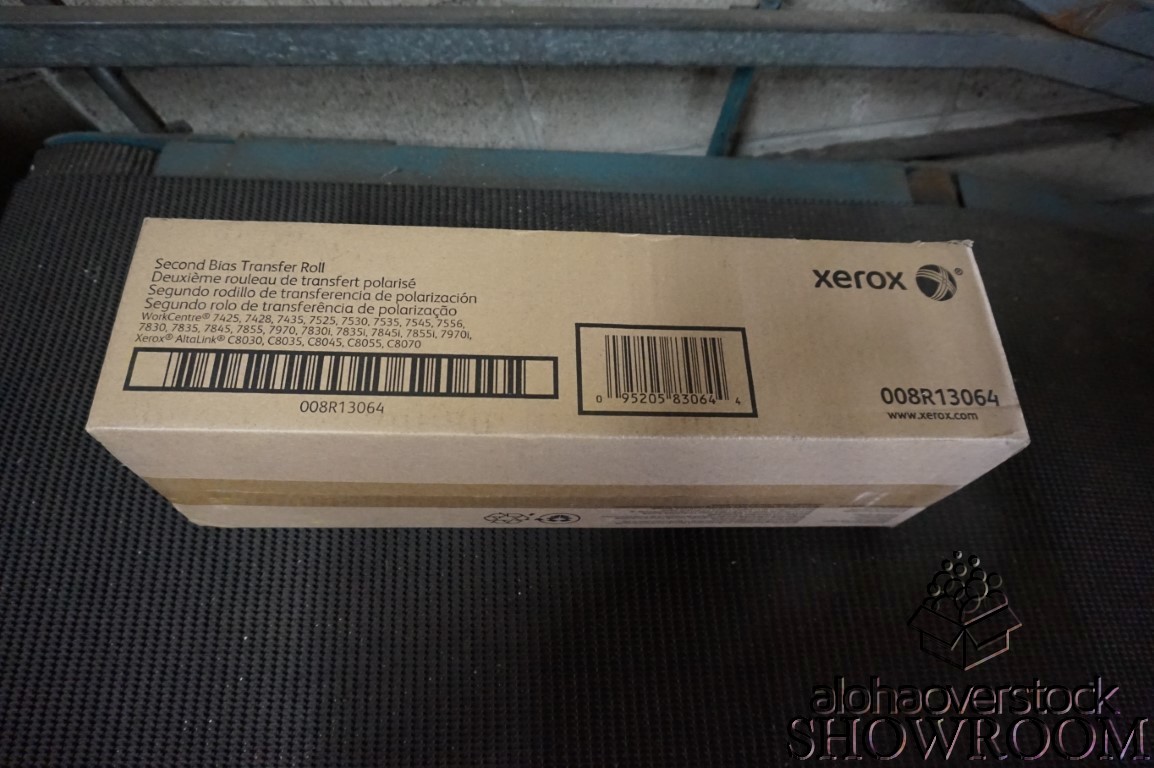 Second Bias Transfer Roll
Deuxième rouleau de transfert polarisé
Segundo rodillo de transferencia de polarización
Segundo rolo de transferência de polarização
WorkCentre® 7425, 7428, 7435, 7525, 7530, 7535, 7545, 7556,
7830, 7835, 7845, 7855, 7970, 7830i, 7835i, 7845i, 7855i, 7970i,
Xerox® AltaLink® C8030, C8035, C8045, C8055, C8070
008R13064
0 95205 83064 4
xerox ®
008R13064
www.xerox.com
alohaoverstock
SHOWROOM